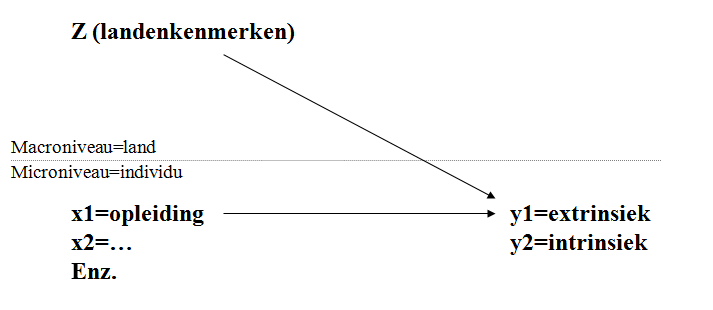 Z (landenkenmerken)
Macroniveau=land
Microniveau=individu
x1=opleiding
x2=…
Enz.
y1=extrinsiek
y2=intrinsiek